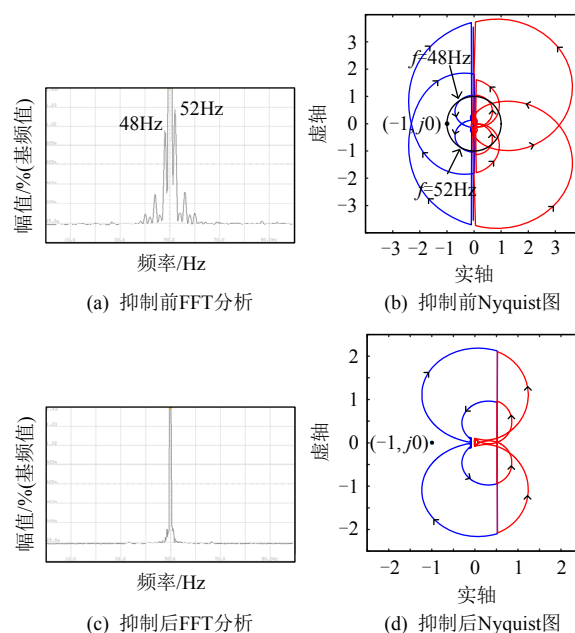 幅值/%(基频值)
48Hz
52Hz
频率/Hz
(a) 抑制前FFT分析
虚轴
3
2
1
0
−1
−2
−3
f=48Hz
(−1, j0)
f=52Hz
−3 −2 −1 0 1 2 3
实轴
(b) 抑制前Nyquist图
幅值/%(基频值)
频率/Hz
(c) 抑制后FFT分析
虚轴
2
1
0
−1
−2
(−1, j0)
−2 −1 0 1 2
实轴
(d) 抑制后Nyquist图